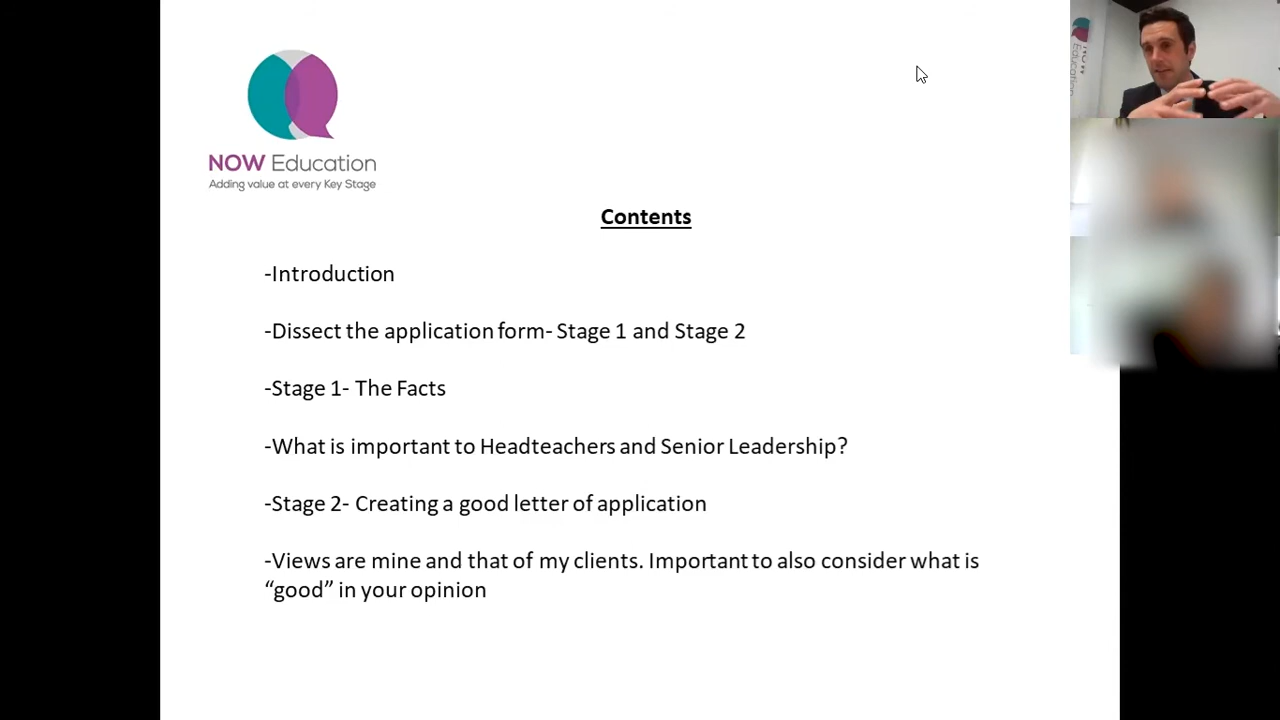 NOW Education
Adding value at every Key Stage
NOW
Education
Contents
-Introduction
-Dissect the application form- Stage 1 and Stage 2
-Stage 1- The Facts
-What is important to Headteachers and Senior Leadership?
-Stage 2- Creating a good letter of application
-Views are mine and that of my clients. Important to also consider what is
“good” in your opinion